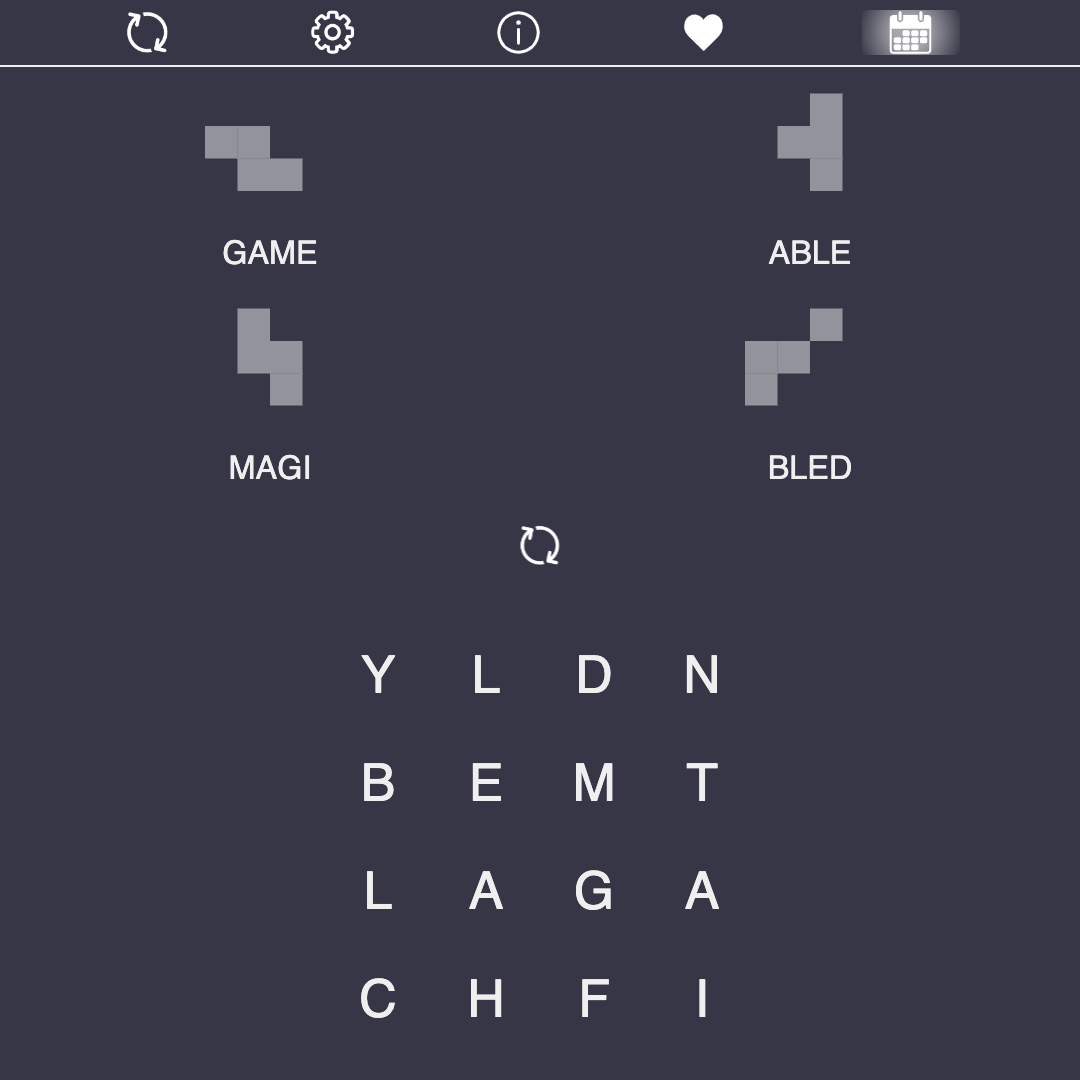 GAME ABLE
MAGI BLED
Y L D N
B E M T
L A G A
C H F I